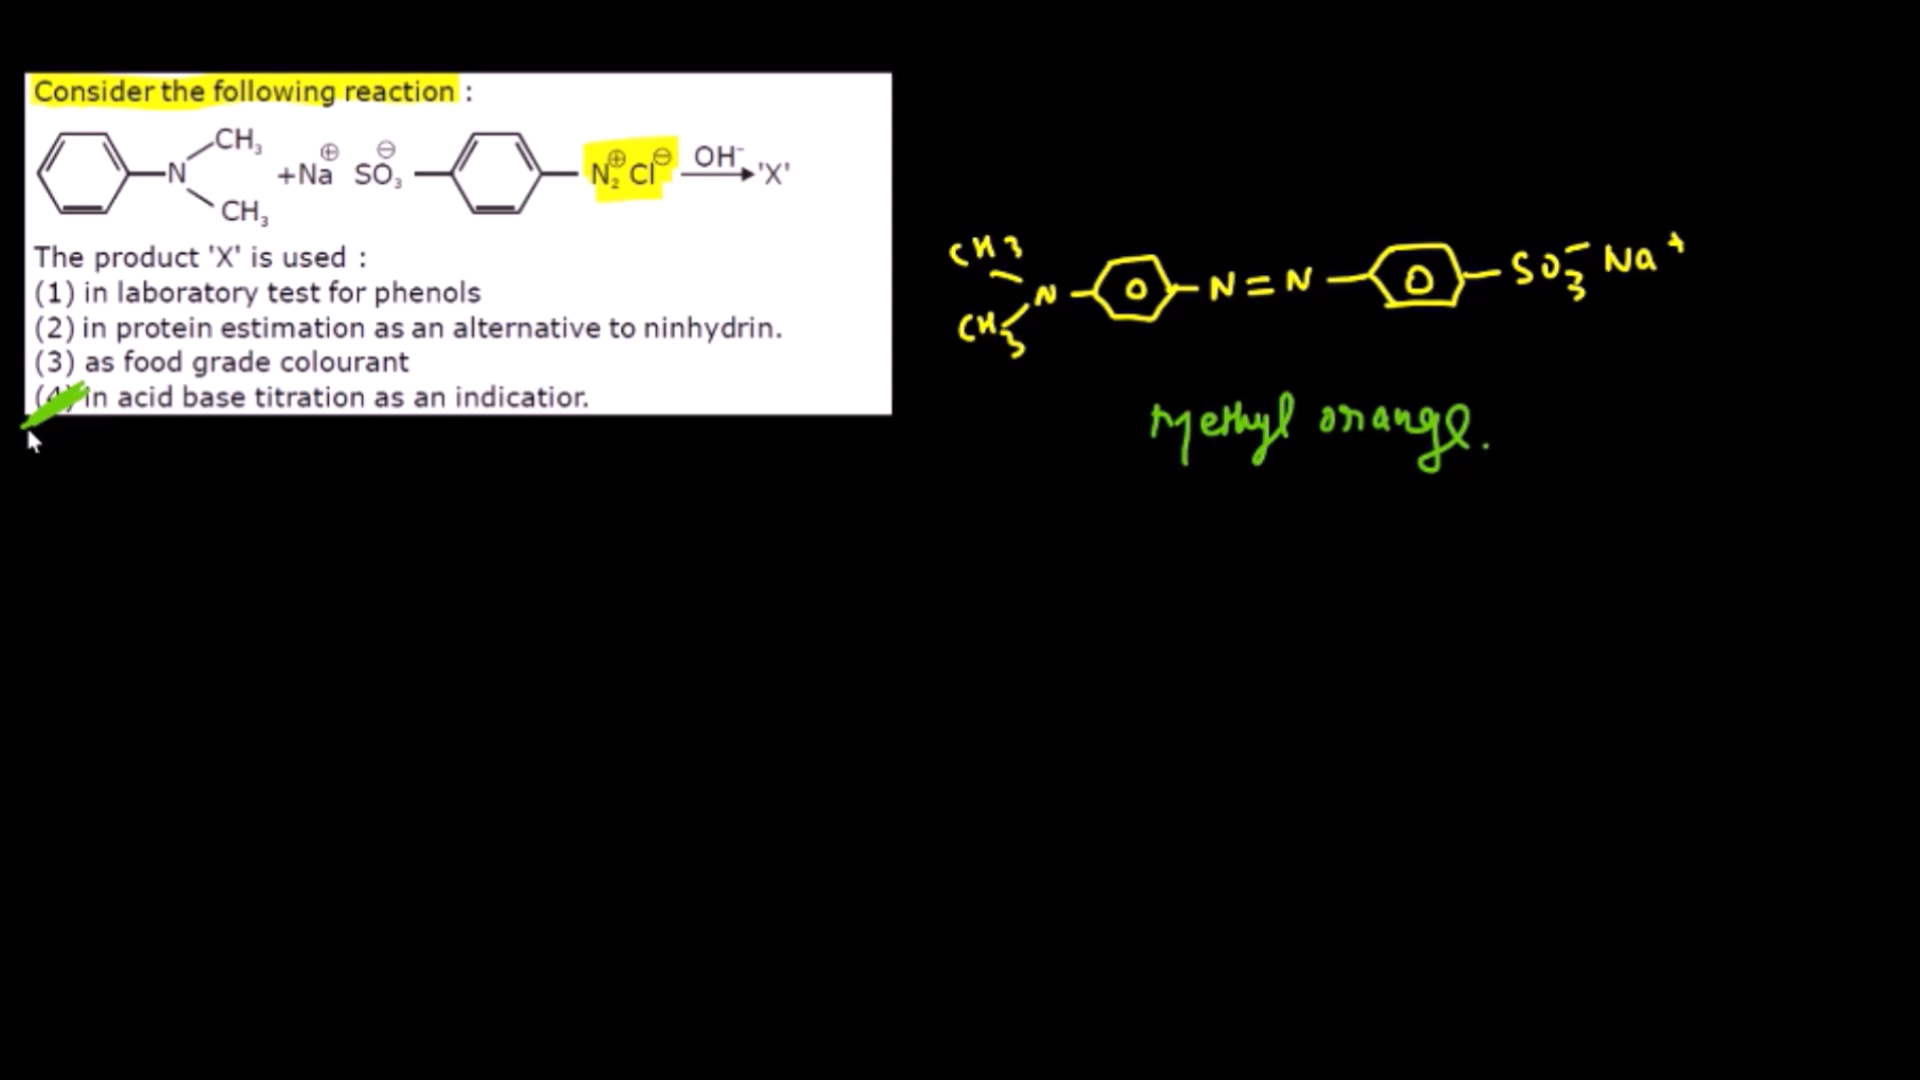 Consider the following reaction :
CH₃
N
CH₃
+Na⊕ SO₃⊖
N₂⊕ Cl⊖
OH⁻
'X'
The product 'X' is used :
(1) in laboratory test for phenols
(2) in protein estimation as an alternative to ninhydrin.
(3) as food grade colourant
(4) in acid base titration as an indicatior.
CH₃
CH₃
N
N=N
SO₃⁻ Na⁺
Methyl orange.